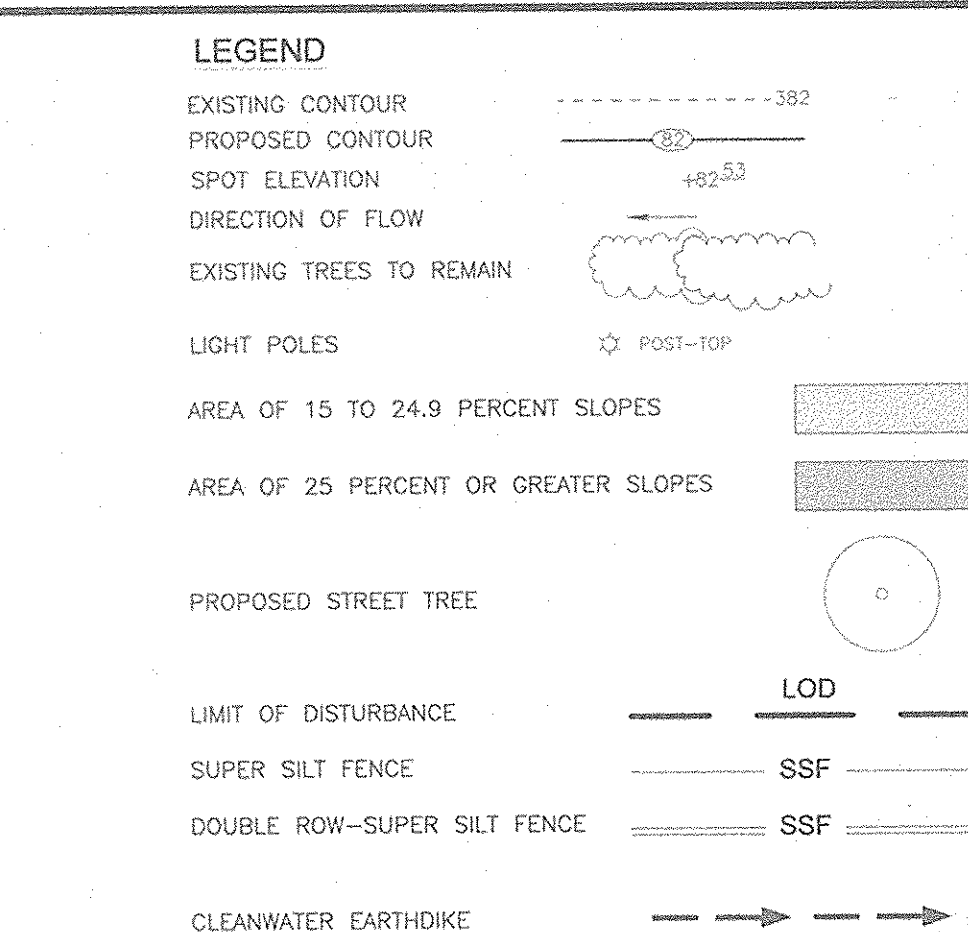 LEGEND
EXISTING CONTOUR 382
PROPOSED CONTOUR 82
SPOT ELEVATION +82 53
DIRECTION OF FLOW
EXISTING TREES TO REMAIN
LIGHT POLES POST-TOP
AREA OF 15 TO 24.9 PERCENT SLOPES
AREA OF 25 PERCENT OR GREATER SLOPES
PROPOSED STREET TREE
LOD
LIMIT OF DISTURBANCE
SUPER SILT FENCE SSF
DOUBLE ROW-SUPER SILT FENCE SSF
CLEANWATER EARTHDIKE